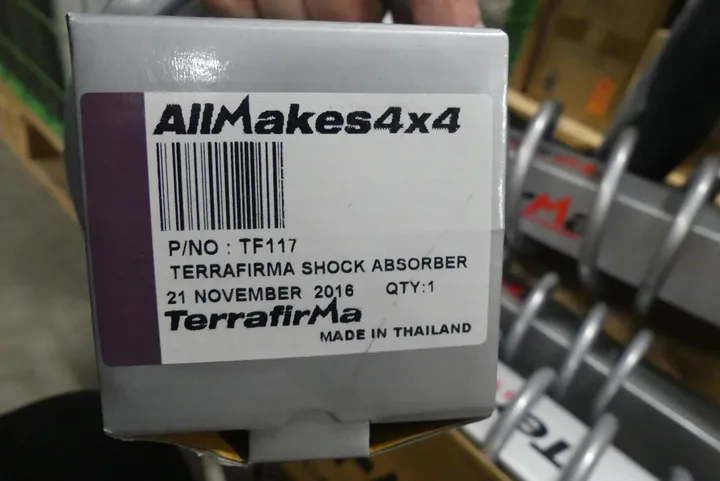 AllMakes4x4
P/NO : TF117
TERRAFIRMA SHOCK ABSORBER
21 NOVEMBER 2016 QTY:1
TerrafirMa
MADE IN THAILAND